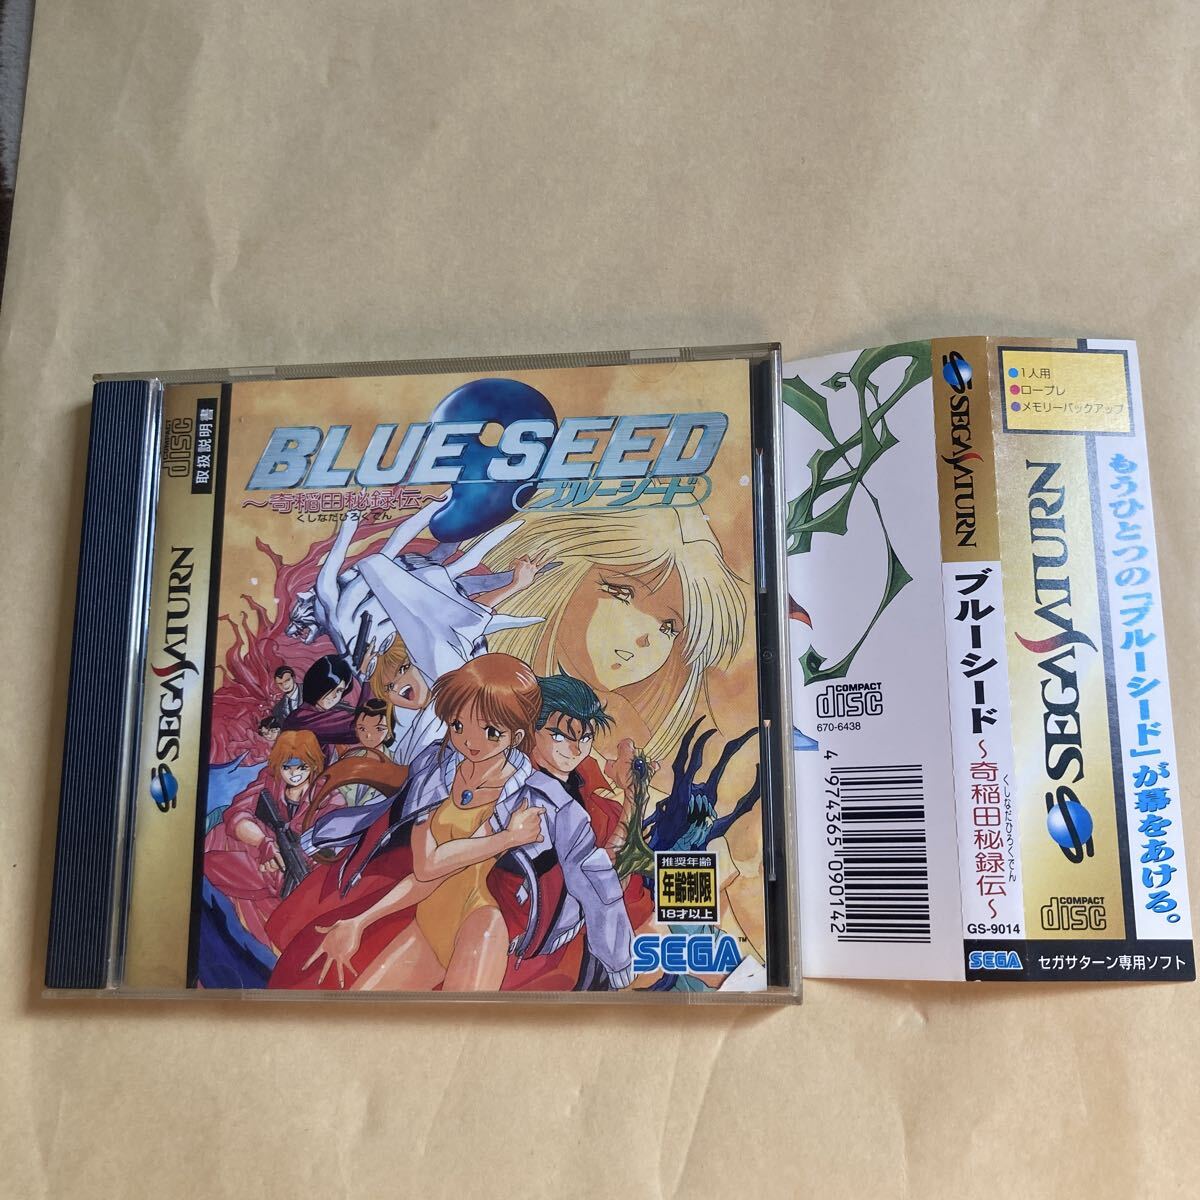 COMPACT
disc
取扱説明書
SEGA SATURN
BLUE SEED
ブルーシード
～奇稲田秘録伝～
くしなだひろくでん
推奨年齢
年齢制限
18才以上
SEGA™
COMPACT
disc
670-6438
4 974365 090142
SEGA SATURN
ブルーシード
～奇稲田秘録伝～
くしなだひろくでん
GS-9014
SEGA
●1人用
●ロープレ
●メモリーバックアップ
SEGA SATURN
COMPACT
disc
もうひとつの「ブルーシード」が幕をあける。
セガサターン専用ソフト